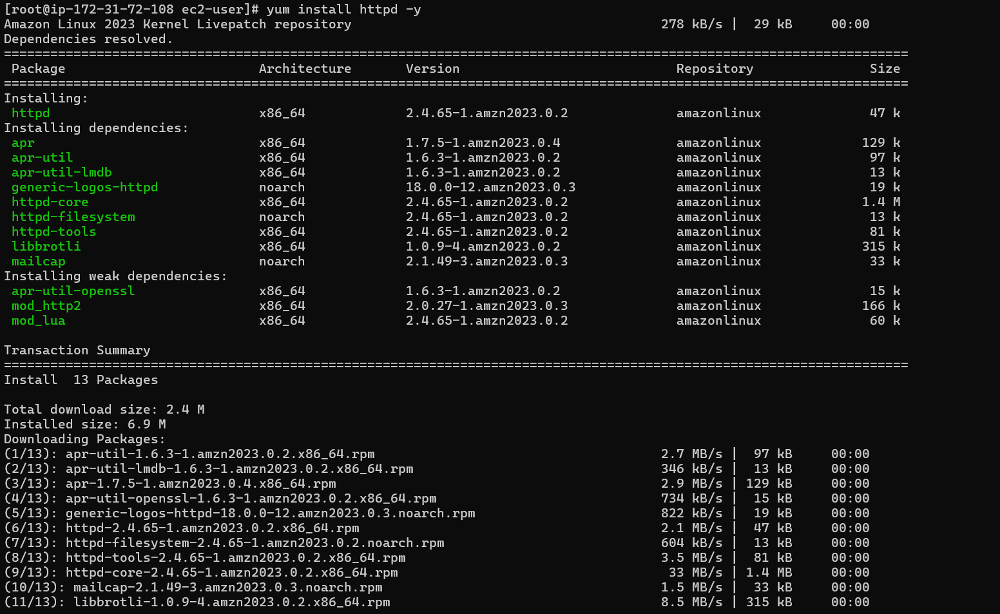 [root@ip-172-31-72-108 ec2-user]# yum install httpd -y
Amazon Linux 2023 Kernel Livepatch repository                                        278 kB/s |  29 kB     00:00
Dependencies resolved.
=====================================================================================================================
 Package                         Architecture       Version                            Repository               Size
=====================================================================================================================
Installing:
 httpd                           x86_64             2.4.65-1.amzn2023.0.2              amazonlinux              47 k
Installing dependencies:
 apr                             x86_64             1.7.5-1.amzn2023.0.4               amazonlinux             129 k
 apr-util                        x86_64             1.6.3-1.amzn2023.0.2               amazonlinux              97 k
 apr-util-lmdb                   x86_64             1.6.3-1.amzn2023.0.2               amazonlinux              13 k
 generic-logos-httpd             noarch             18.0.0-12.amzn2023.0.3             amazonlinux              19 k
 httpd-core                      x86_64             2.4.65-1.amzn2023.0.2              amazonlinux             1.4 M
 httpd-filesystem                noarch             2.4.65-1.amzn2023.0.2              amazonlinux              13 k
 httpd-tools                     x86_64             2.4.65-1.amzn2023.0.2              amazonlinux              81 k
 libbrotli                       x86_64             1.0.9-4.amzn2023.0.2               amazonlinux             315 k
 mailcap                         noarch             2.1.49-3.amzn2023.0.3              amazonlinux              33 k
Installing weak dependencies:
 apr-util-openssl                x86_64             1.6.3-1.amzn2023.0.2               amazonlinux              15 k
 mod_http2                       x86_64             2.0.27-1.amzn2023.0.3              amazonlinux             166 k
 mod_lua                         x86_64             2.4.65-1.amzn2023.0.2              amazonlinux              60 k

Transaction Summary
=====================================================================================================================
Install  13 Packages

Total download size: 2.4 M
Installed size: 6.9 M
Downloading Packages:
(1/13): apr-util-1.6.3-1.amzn2023.0.2.x86_64.rpm                                     2.7 MB/s |  97 kB     00:00
(2/13): apr-util-lmdb-1.6.3-1.amzn2023.0.2.x86_64.rpm                                346 kB/s |  13 kB     00:00
(3/13): apr-1.7.5-1.amzn2023.0.4.x86_64.rpm                                          2.9 MB/s | 129 kB     00:00
(4/13): apr-util-openssl-1.6.3-1.amzn2023.0.2.x86_64.rpm                             734 kB/s |  15 kB     00:00
(5/13): generic-logos-httpd-18.0.0-12.amzn2023.0.3.noarch.rpm                        822 kB/s |  19 kB     00:00
(6/13): httpd-2.4.65-1.amzn2023.0.2.x86_64.rpm                                       2.1 MB/s |  47 kB     00:00
(7/13): httpd-filesystem-2.4.65-1.amzn2023.0.2.noarch.rpm                            604 kB/s |  13 kB     00:00
(8/13): httpd-tools-2.4.65-1.amzn2023.0.2.x86_64.rpm                                 3.5 MB/s |  81 kB     00:00
(9/13): httpd-core-2.4.65-1.amzn2023.0.2.x86_64.rpm                                   33 MB/s | 1.4 MB     00:00
(10/13): mailcap-2.1.49-3.amzn2023.0.3.noarch.rpm                                    1.5 MB/s |  33 kB     00:00
(11/13): libbrotli-1.0.9-4.amzn2023.0.2.x86_64.rpm                                   8.5 MB/s | 315 kB     00:00